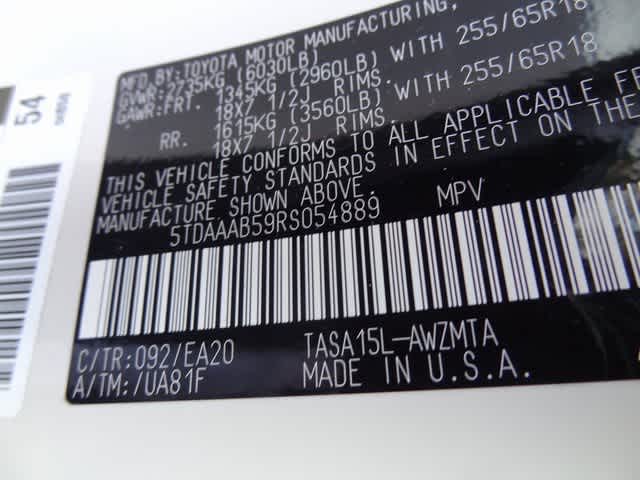 54
MFD.BY:TOYOTA MOTOR MANUFACTURING,
GVWR:2735KG (6030LB)
GAWR:FRT. 1345KG (2960LB) WITH 255/65R18
18X7 1/2J RIMS.
RR. 1615KG (3560LB) WITH 255/65R18
18X7 1/2J RIMS.
THIS VEHICLE CONFORMS TO ALL APPLICABLE
VEHICLE SAFETY STANDARDS IN EFFECT ON THE
MANUFACTURE SHOWN ABOVE.
5TDAAAB59RS054889 MPV
C/TR:092/EA20 TASA15L-AWZMTA
A/TM:/UA81F MADE IN U.S.A.